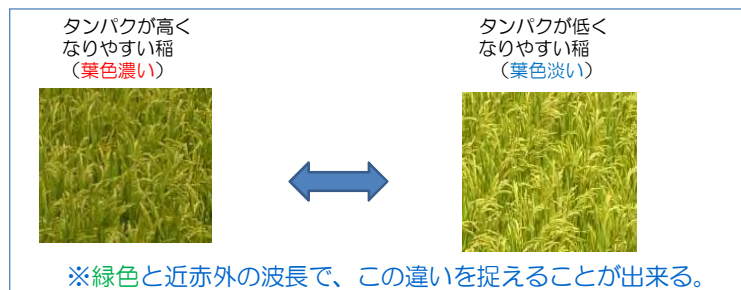 タンパクが高く
なりやすい稲
（葉色濃い）
タンパクが低く
なりやすい稲
（葉色淡い）
※緑色と近赤外の波長で、この違いを捉えることが出来る。